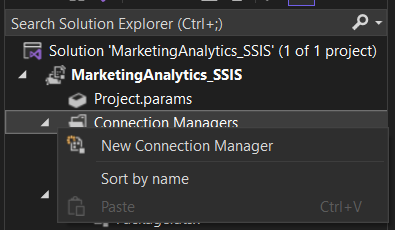 Search Solution Explorer (Ctrl+;)
Solution 'MarketingAnalytics_SSIS' (1 of 1 project)
MarketingAnalytics_SSIS
Project.params
Connection Managers
New Connection Manager
Sort by name
Paste Ctrl+V